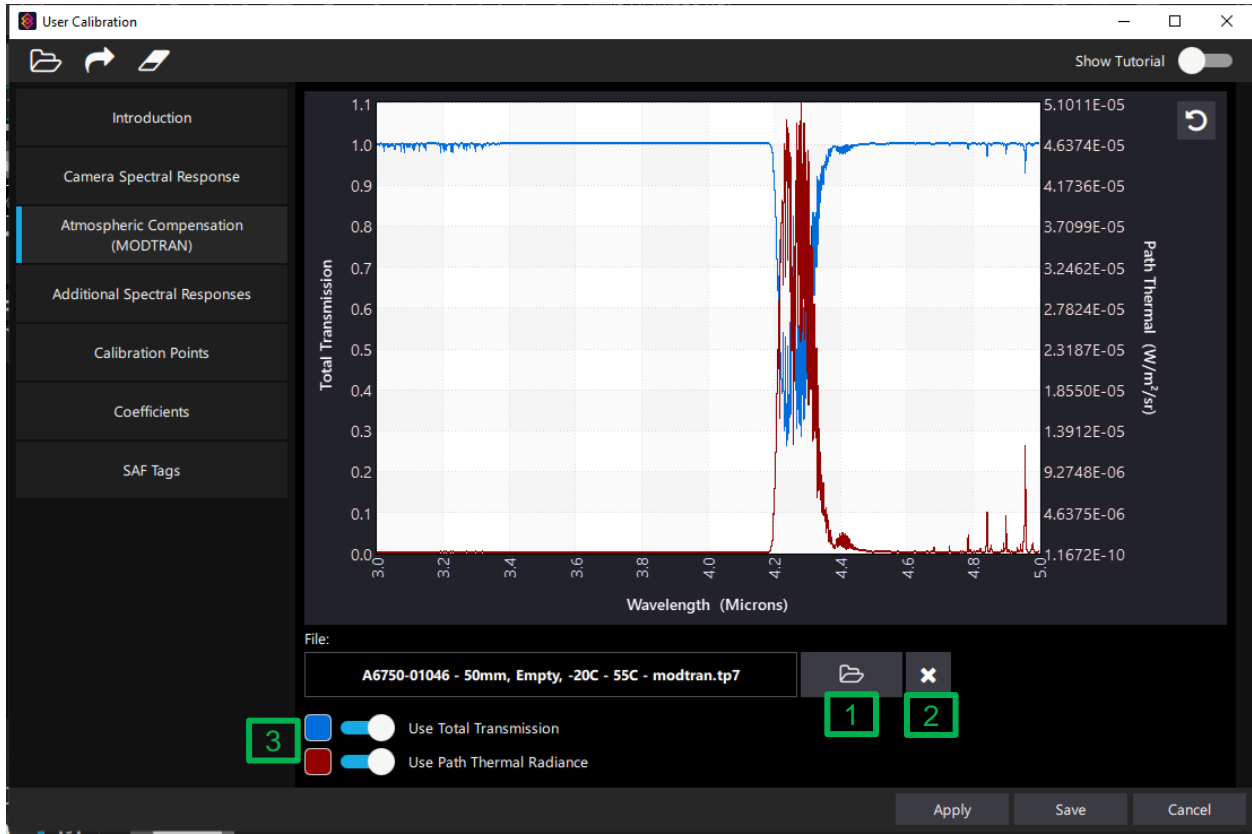 User Calibration
Show Tutorial
Introduction
Camera Spectral Response
Atmospheric Compensation
(MODTRAN)
Additional Spectral Responses
Calibration Points
Coefficients
SAF Tags
Total Transmission
1.1
1.0
0.9
0.8
0.7
0.6
0.5
0.4
0.3
0.2
0.1
0.0
3.0
3.2
3.4
3.6
3.8
4.0
4.2
4.4
4.6
4.8
5.0
Wavelength (Microns)
5.1011E-05
4.6374E-05
4.1736E-05
3.7099E-05
3.2462E-05
2.7824E-05
2.3187E-05
1.8550E-05
1.3912E-05
9.2748E-06
4.6375E-06
1.1672E-10
Path Thermal (W/m²/sr)
File:
A6750-01046 - 50mm, Empty, -20C - 55C - modtran.tp7
1
2
3
Use Total Transmission
Use Path Thermal Radiance
Apply
Save
Cancel